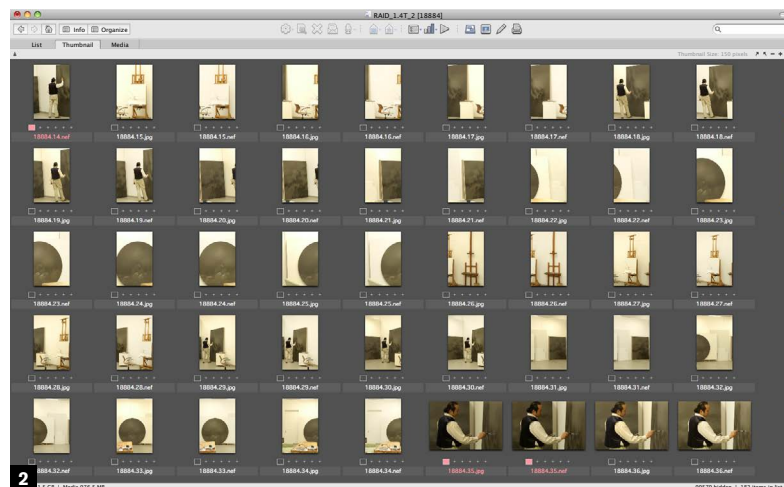 RAID_1.4T_2 [18884]
Info Organize
List Thumbnail Media
Thumbnail Size: 150 pixels
18884.14.nef 18884.15.jpg 18884.15.nef 18884.16.jpg 18884.16.nef 18884.17.jpg 18884.17.nef 18884.18.jpg 18884.18.nef
18884.19.jpg 18884.19.nef 18884.20.jpg 18884.20.nef 18884.21.jpg 18884.21.nef 18884.22.jpg 18884.22.nef 18884.23.jpg
18884.23.nef 18884.24.jpg 18884.24.nef 18884.25.jpg 18884.25.nef 18884.26.jpg 18884.26.nef 18884.27.jpg 18884.27.nef
18884.28.jpg 18884.28.nef 18884.29.jpg 18884.29.nef 18884.30.jpg 18884.30.nef 18884.31.jpg 18884.31.nef 18884.32.jpg
18884.32.nef 18884.33.jpg 18884.33.nef 18884.34.jpg 18884.34.nef 18884.35.jpg 18884.35.nef 18884.36.jpg 18884.36.nef
2